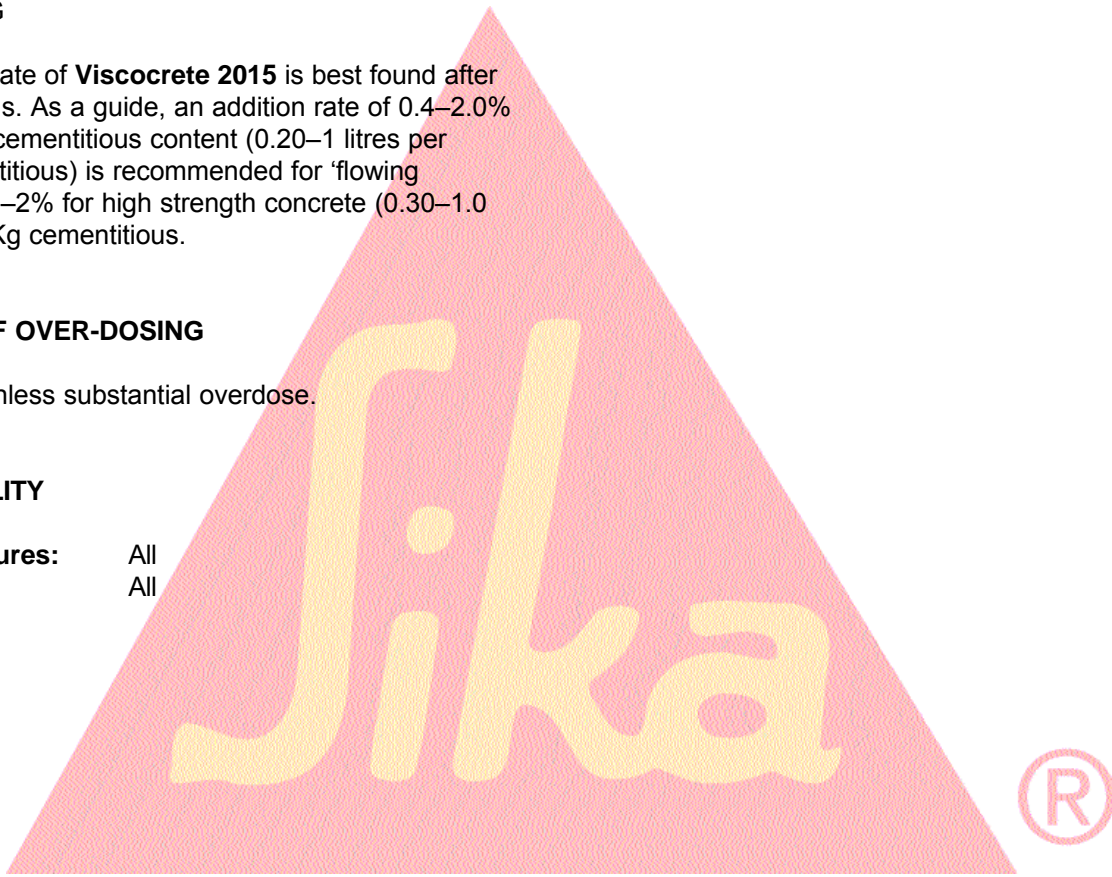 G
ate of Viscocrete 2015 is best found after
s. As a guide, an addition rate of 0.4–2.0%
cementitious content (0.20–1 litres per
titious) is recommended for ‘flowing
–2% for high strength concrete (0.30–1.0
Kg cementitious.
F OVER-DOSING
nless substantial overdose.
LITY
ures: All
All
Sika
®